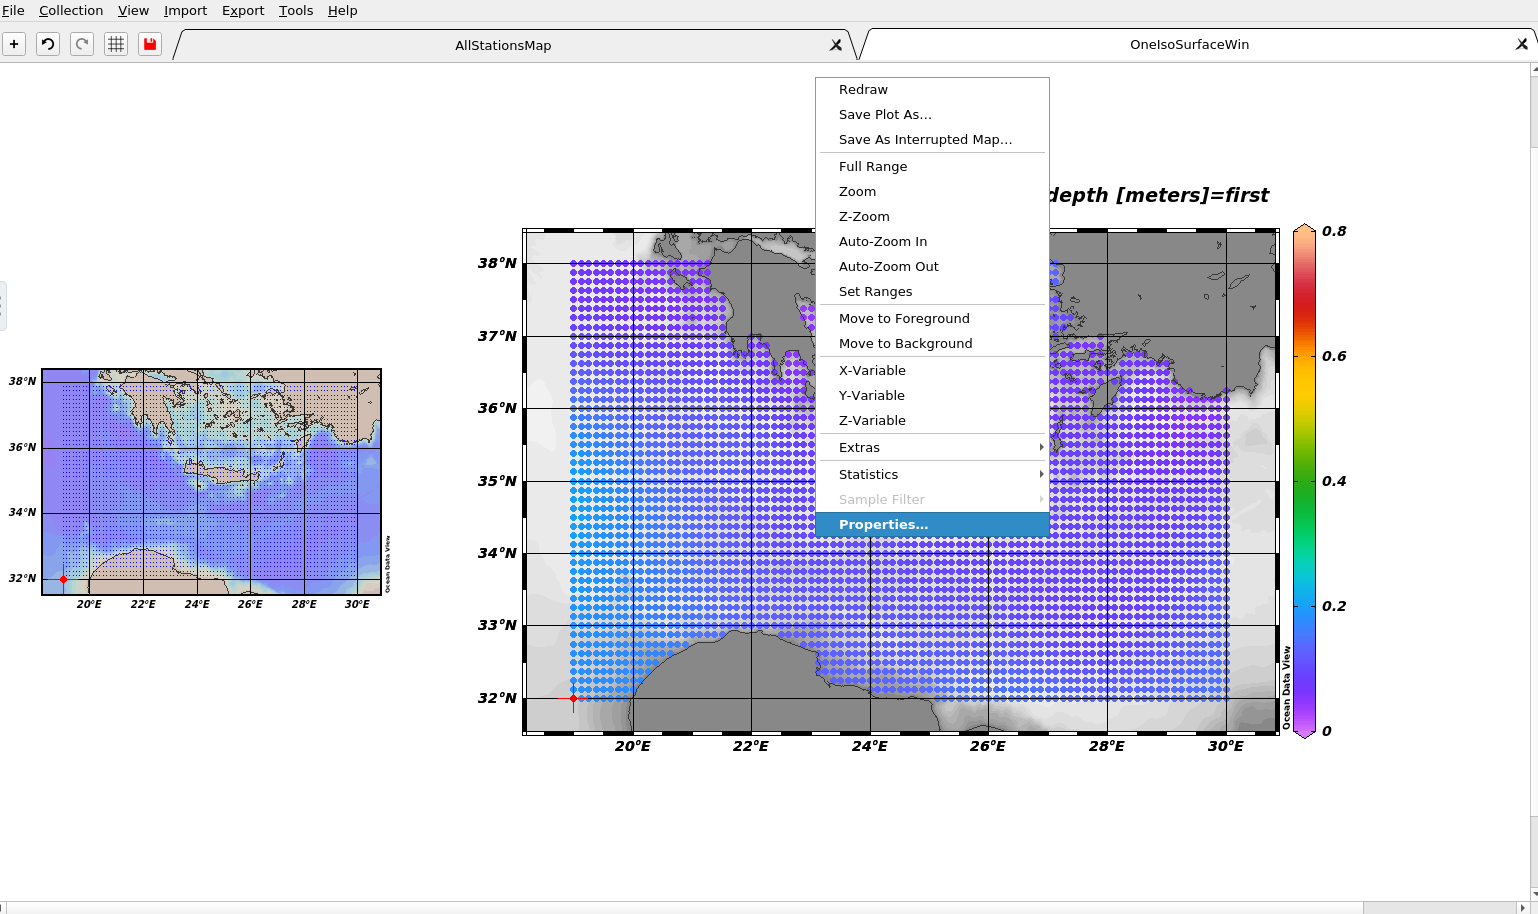 File Collection View Import Export Tools Help
AllStationsMap
OneIsoSurfaceWin
Redraw
Save Plot As...
Save As Interrupted Map...
Full Range
Zoom
Z-Zoom
Auto-Zoom In
Auto-Zoom Out
Set Ranges
Move to Foreground
Move to Background
X-Variable
Y-Variable
Z-Variable
Extras
Statistics
Sample Filter
Properties...
depth [meters]=first
38°N
37°N
36°N
35°N
34°N
33°N
32°N
20°E 22°E 24°E 26°E 28°E 30°E
Ocean Data View
0.8
0.6
0.4
0.2
0
38°N
36°N
34°N
32°N
20°E 22°E 24°E 26°E 28°E 30°E
Ocean Data View